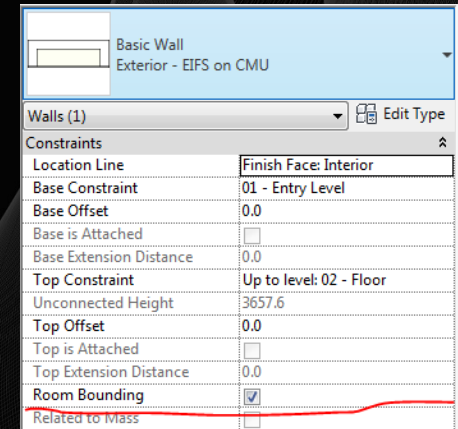 Basic Wall
Exterior - EIFS on CMU
Walls (1) Edit Type
Constraints
Location Line Finish Face: Interior
Base Constraint 01 - Entry Level
Base Offset 0.0
Base is Attached
Base Extension Distance 0.0
Top Constraint Up to level: 02 - Floor
Unconnected Height 3657.6
Top Offset 0.0
Top is Attached
Top Extension Distance 0.0
Room Bounding
Related to Mass